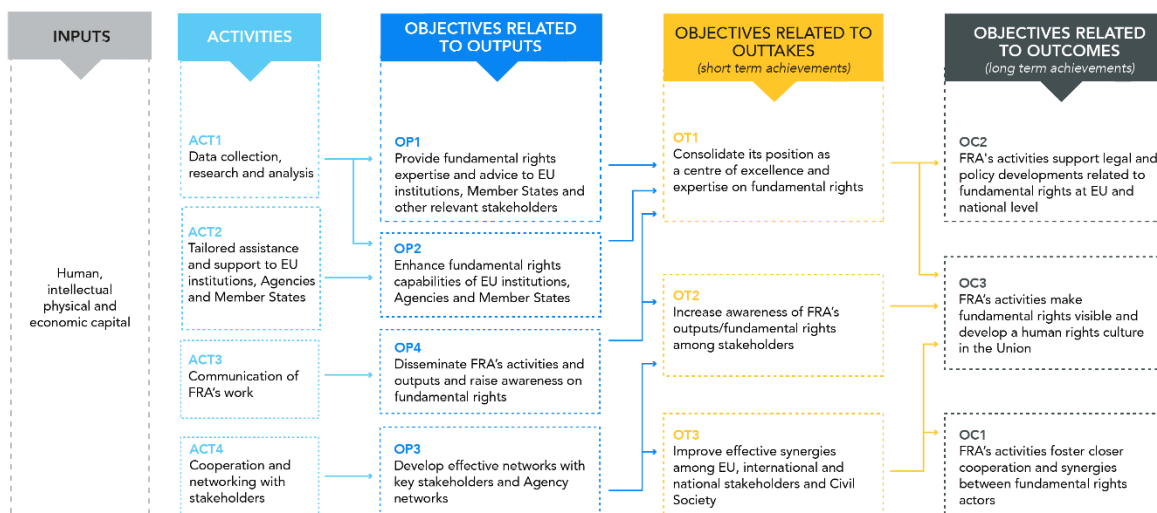 INPUTS
ACTIVITIES
OBJECTIVES RELATED
TO OUTPUTS
OBJECTIVES RELATED TO
OUTTAKES
(short term achievements)
OBJECTIVES RELATED
TO OUTCOMES
(long term achievements)
Human,
intellectual
physical and
economic capital
ACT1
Data collection,
research and analysis
ACT2
Tailored assistance
and support to EU
institutions, Agencies
and Member States
ACT3
Communication of
FRA's work
ACT4
Cooperation and
networking with
stakeholders
OP1
Provide fundamental rights
expertise and advice to EU
institutions, Member States and
other relevant stakeholders
OP2
Enhance fundamental rights
capabilities of EU institutions,
Agencies and Member States
OP4
Disseminate FRA's activities and
outputs and raise awareness on
fundamental rights
OP3
Develop effective networks with
key stakeholders and Agency
networks
OT1
Consolidate its position as
a centre of excellence and
expertise on fundamental rights
OT2
Increase awareness of FRA's
outputs/fundamental rights
among stakeholders
OT3
Improve effective synergies
among EU, international and
national stakeholders and Civil
Society
OC2
FRA's activities support legal and
policy developments related to
fundamental rights at EU and
national level
OC3
FRA's activities make
fundamental rights visible and
develop a human rights culture
in the Union
OC1
FRA's activities foster closer
cooperation and synergies
between fundamental rights
actors